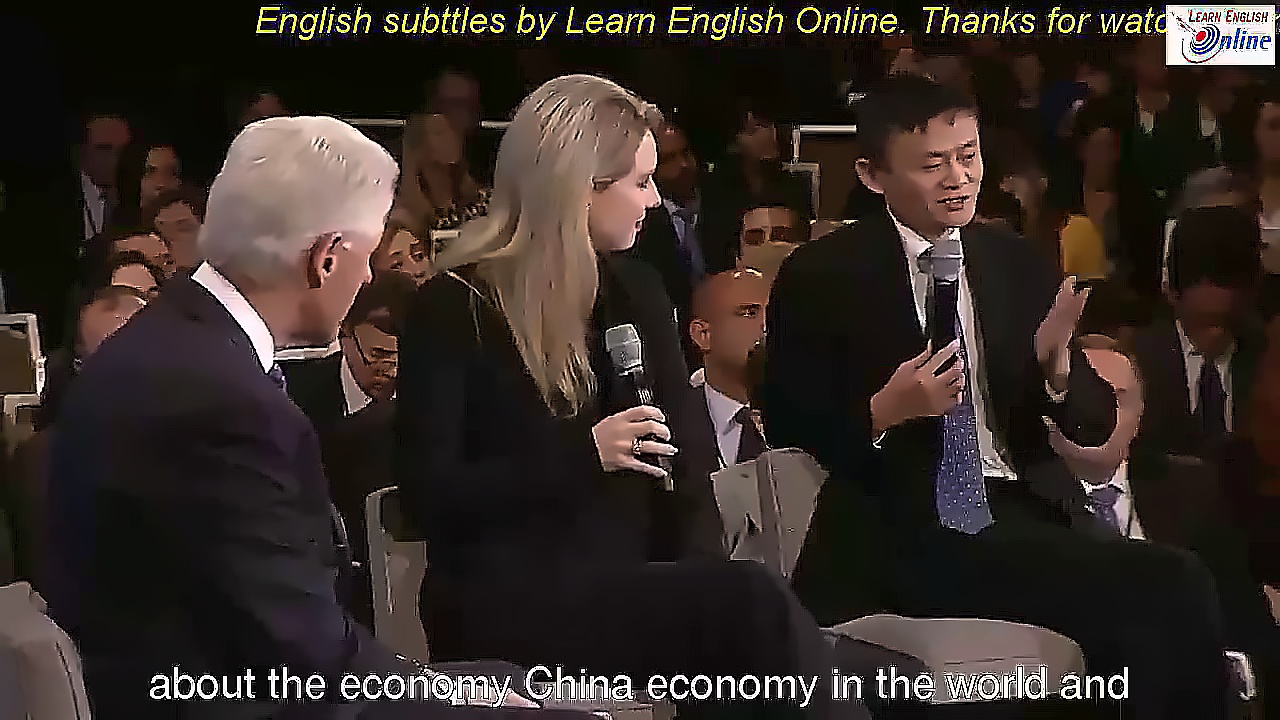 English subttles by Learn English Online. Thanks for watc
LEARN ENGLISH
Online
about the economy China economy in the world and